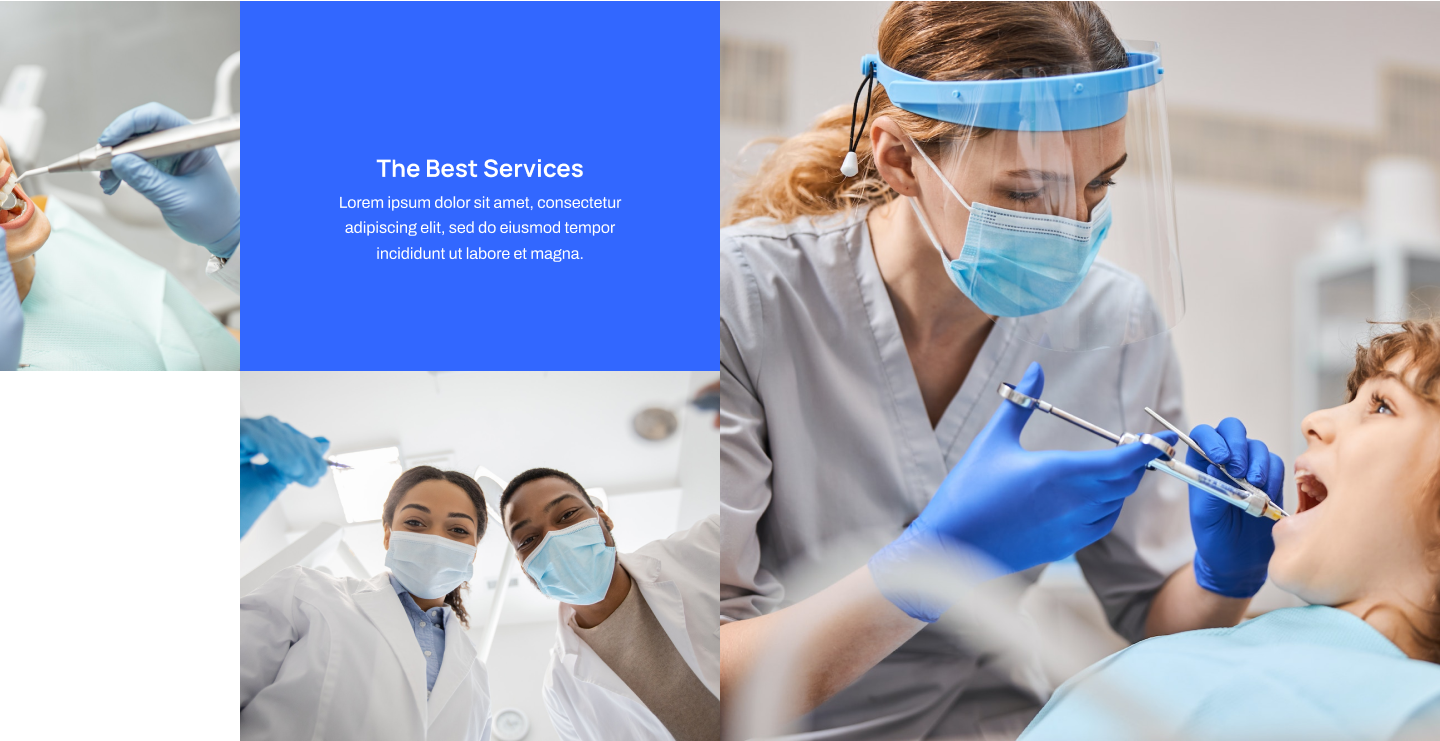 The Best Services
Lorem ipsum dolor sit amet, consectetur
adipiscing elit, sed do eiusmod tempor
incididunt ut labore et magna.